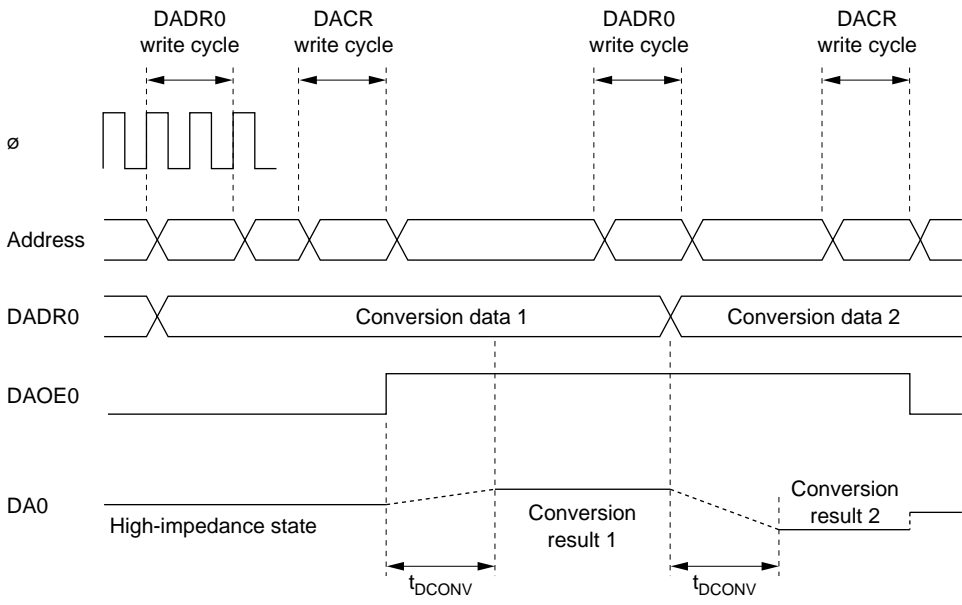 DADR0
write cycle
DACR
write cycle
DADR0
write cycle
DACR
write cycle
ø
Address
DADR0
Conversion data 1
Conversion data 2
DAOE0
DA0
High-impedance state
Conversion
result 1
Conversion
result 2
tDCONV
tDCONV